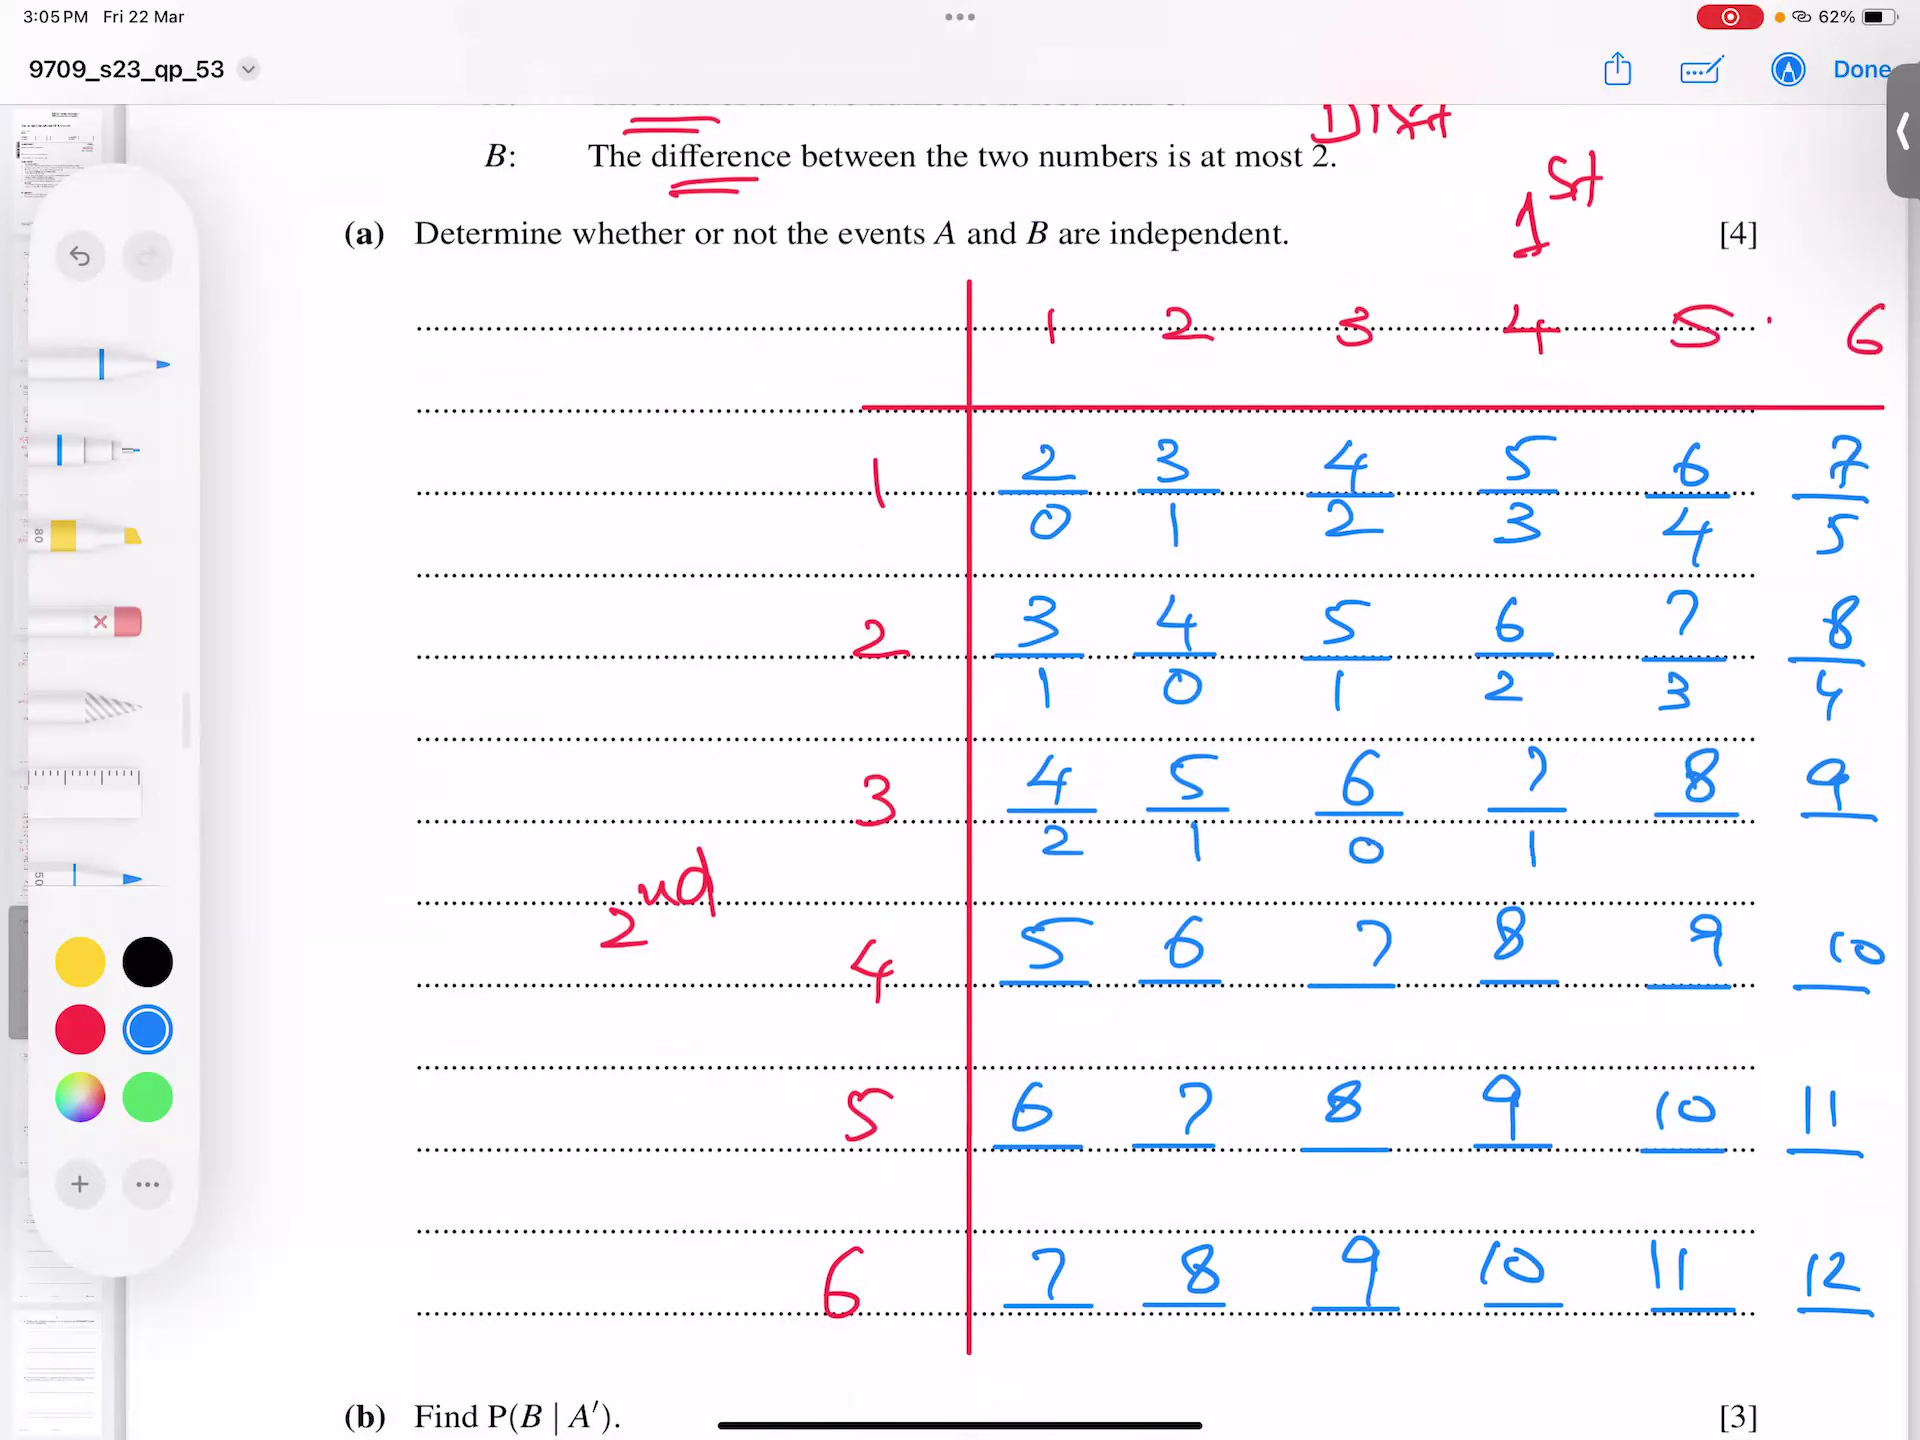 3:05 PM Fri 22 Mar
62%
9709_s23_qp_53
Done
B: The difference between the two numbers is at most 2.
1st
(a) Determine whether or not the events A and B are independent. [4]
1 2 3 4 5 6
1 2 3 4 5 6 7
0 1 2 3 4 5
2 3 4 5 6 7 8
1 0 1 2 3 4
3 4 5 6 7 8 9
2 1 0 1
2nd
4 5 6 7 8 9 10
5 6 7 8 9 10 11
6 7 8 9 10 11 12
(b) Find P(B | A′). [3]
80
50